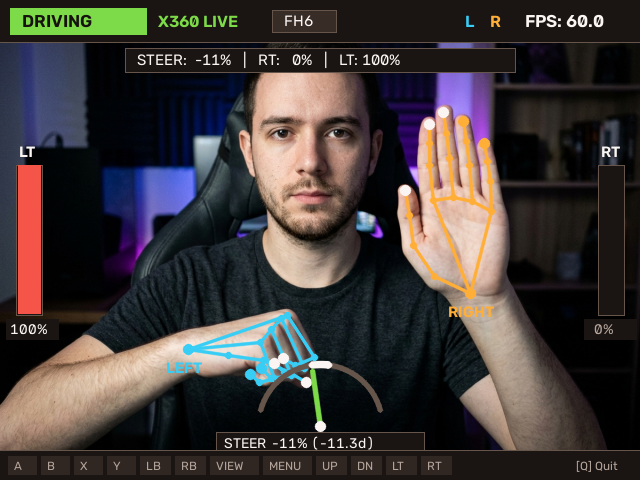 DRIVING X360 LIVE FH6 L R FPS: 60.0
STEER: -11% | RT: 0% | LT: 100%
LT
RT
RIGHT
100%
0%
LEFT
STEER -11% (-11.3d)
A B X Y LB RB VIEW MENU UP DN LT RT [Q] Quit